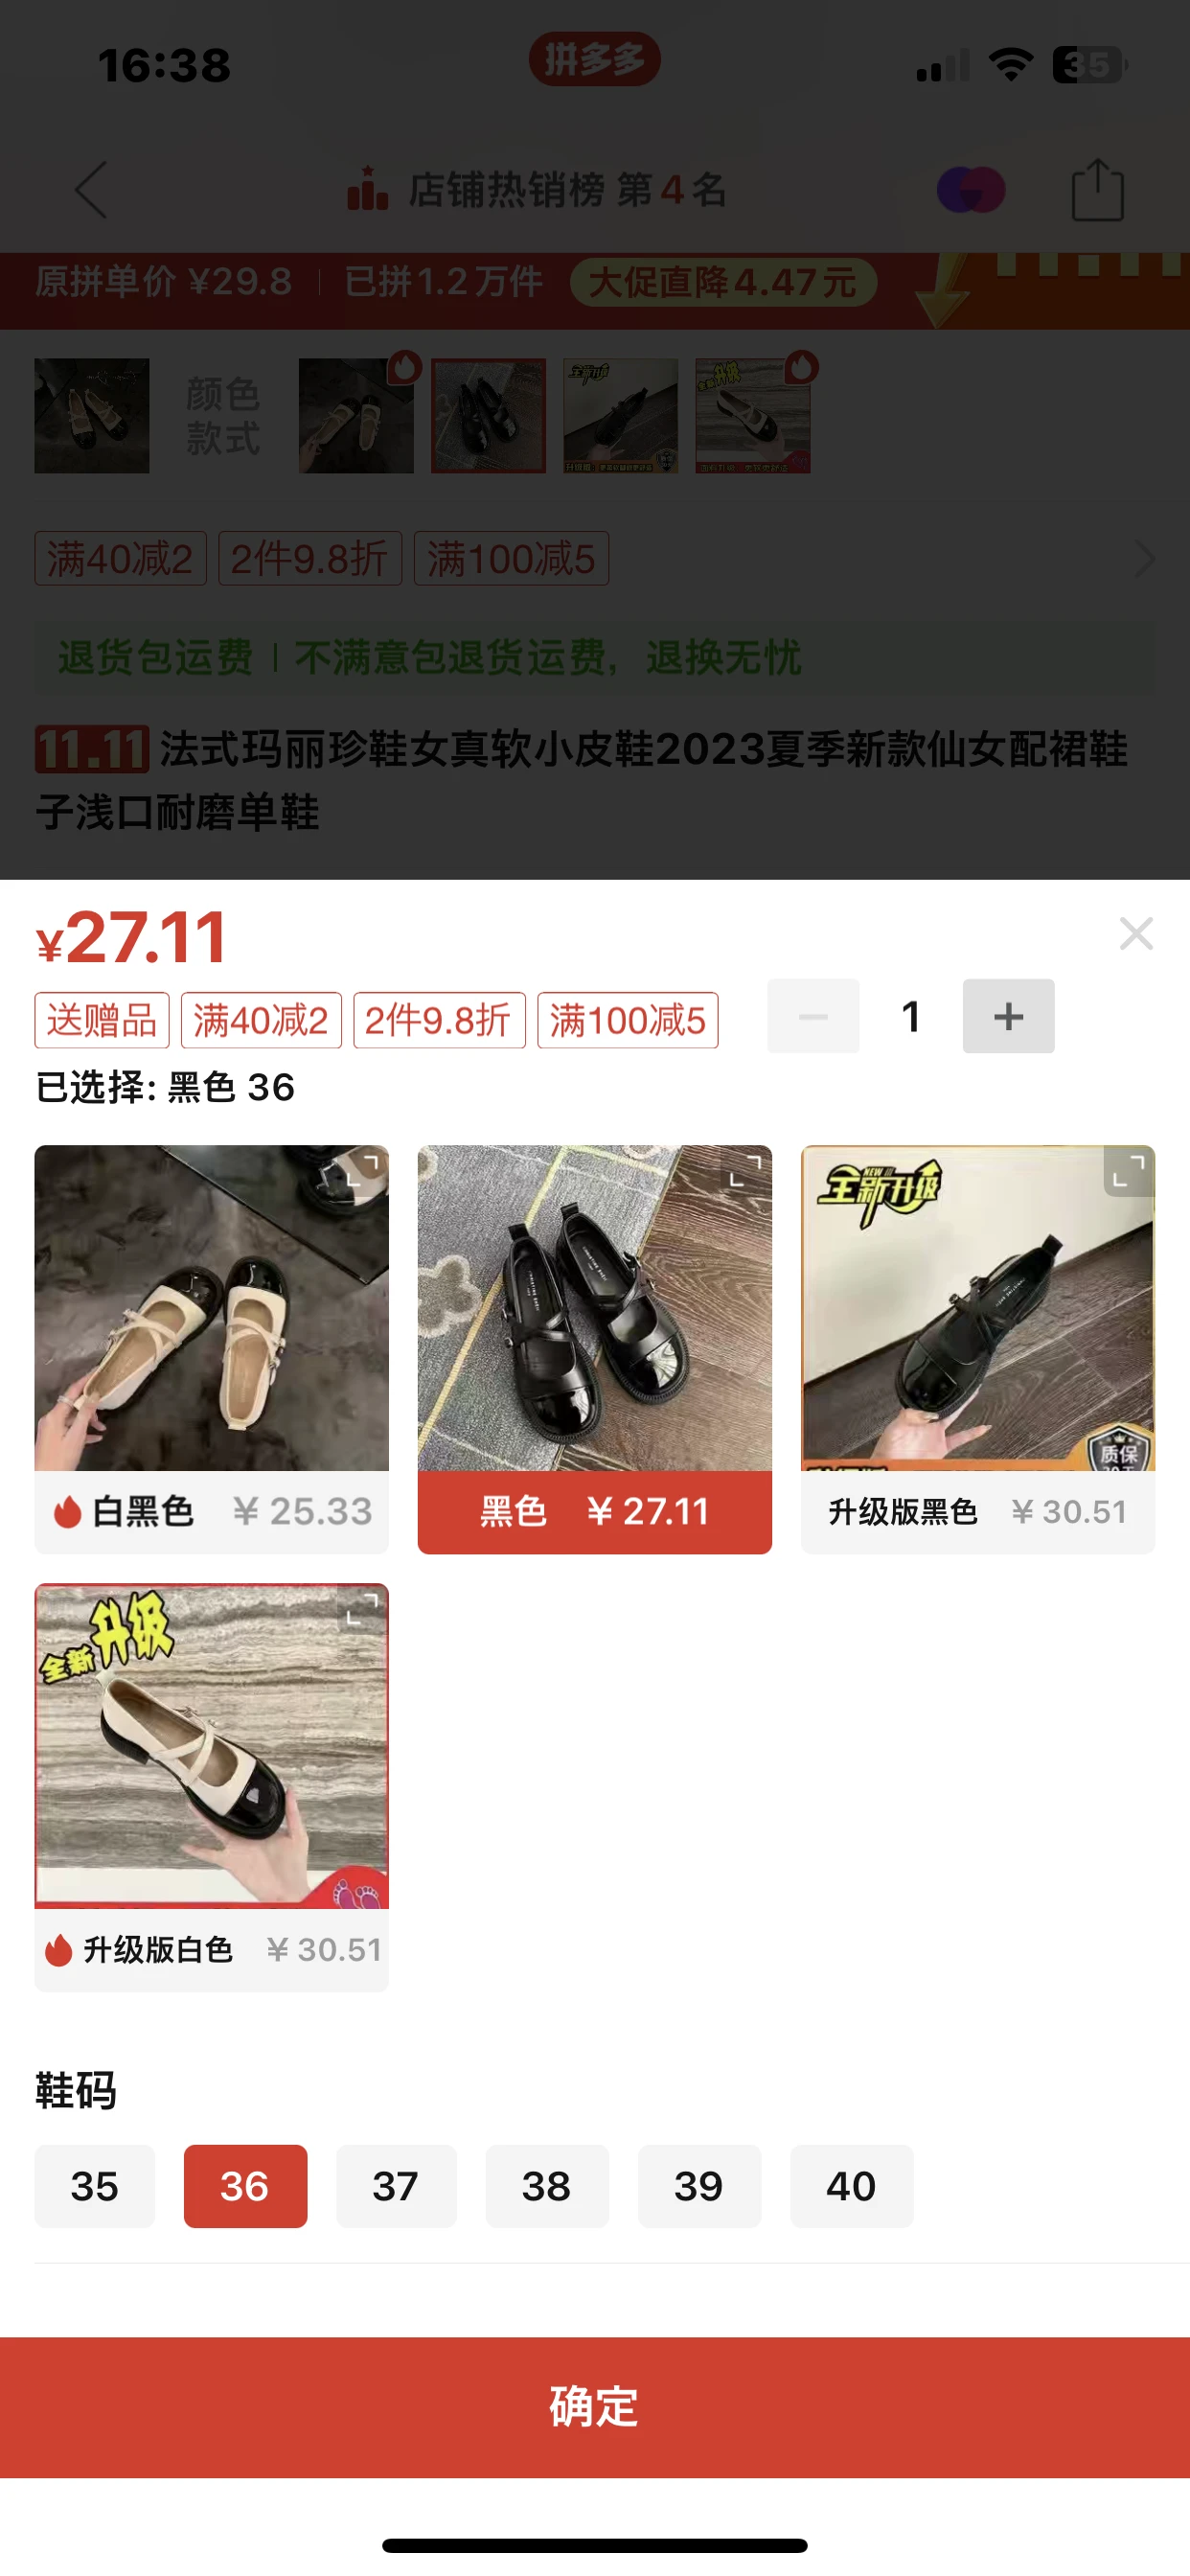 16:38
拼多多
35
店铺热销榜 第4名
原拼单价 ¥29.8
已拼1.2万件
大促直降4.47元
颜色
款式
全新升级
全新升级
满40减2
2件9.8折
满100减5
退货包运费 | 不满意包退货运费，退换无忧
11.11 法式玛丽珍鞋女真软小皮鞋2023夏季新款仙女配裙鞋
子浅口耐磨单鞋
¥27.11
送赠品
满40减2
2件9.8折
满100减5
1
已选择: 黑色 36
NEW
全新升级
质保
白黑色 ¥25.33
黑色 ¥27.11
升级版黑色 ¥30.51
全新升级
升级版白色 ¥30.51
鞋码
35
36
37
38
39
40
确定